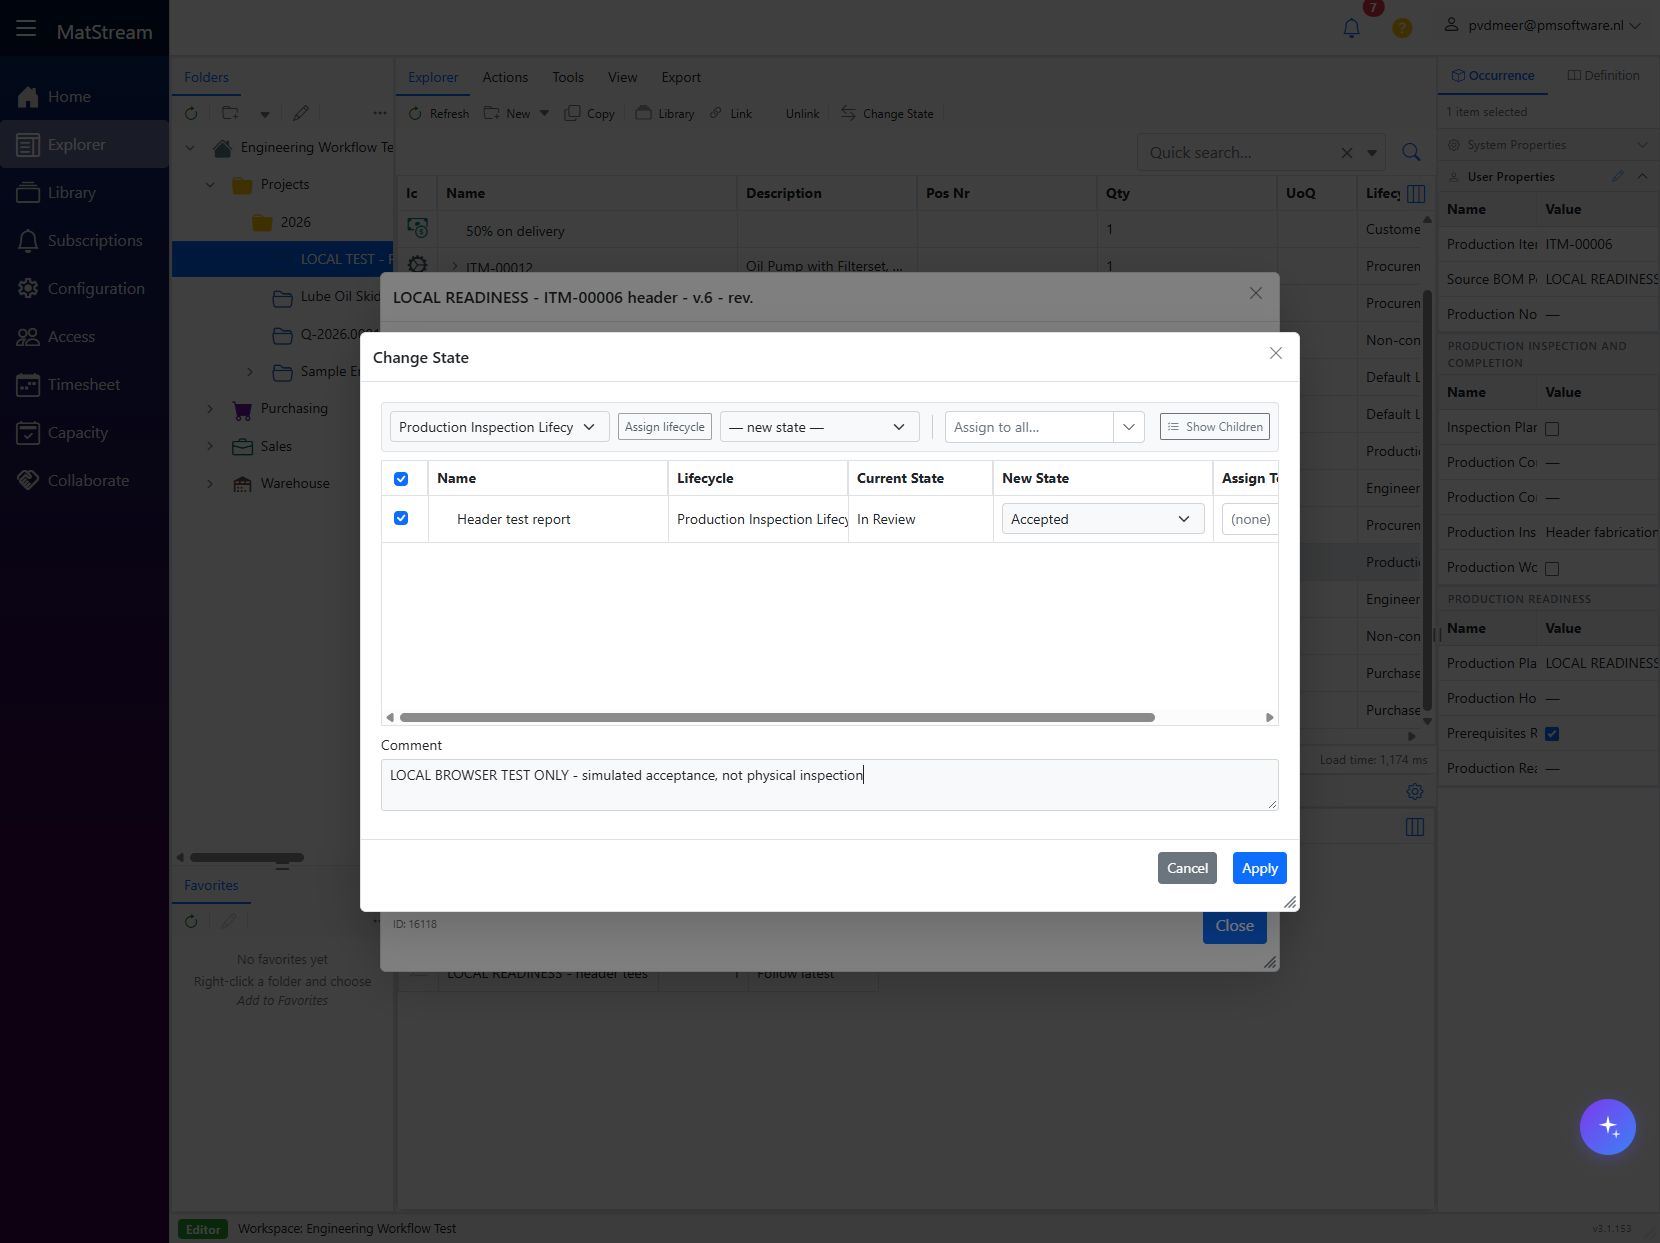 MatStream
7
?
pvdmeer@pmsoftware.nl
Home
Explorer
Library
Subscriptions
Configuration
Access
Timesheet
Capacity
Collaborate
Folders
Engineering Workflow Te
Projects
2026
LOCAL TEST -
Lube Oil Skid
Sample E
Purchasing
Sales
Warehouse
Favorites
No favorites yet
Right-click a folder and choose
Add to Favorites
Explorer Actions Tools View Export
Refresh New Copy Library Link Unlink Change State
Quick search...
Ic Name Description Pos Nr Qty UoQ Lifec
50% on delivery 1 Custome
ITM-00012 Oil Pump with Filterset, ... 1 Procuren
Procuren
Non-con
Default L
Default L
Producti
Engineer
Procuren
Producti
Engineer
Non-con
Purchase
Purchase
Load time: 1,174 ms
LOCAL READINESS - ITM-00006 header - v.6 - rev.
Change State
Production Inspection Lifecy Assign lifecycle — new state — Assign to all... Show Children
Name Lifecycle Current State New State Assign T
Header test report Production Inspection Lifecy In Review Accepted (none)
Comment
LOCAL BROWSER TEST ONLY - simulated acceptance, not physical inspection
Cancel Apply
ID: 16118
Close
LOCAL READINESS - header tees 1 Follow latest
Occurrence Definition
1 item selected
System Properties
User Properties
Name Value
Production Iter ITM-00006
Source BOM P LOCAL READINESS
Production No —
PRODUCTION INSPECTION AND
COMPLETION
Name Value
Inspection Plar
Production Co —
Production Co —
Production Ins Header fabrication
Production Wo
PRODUCTION READINESS
Name Value
Production Pla LOCAL READINESS
Production Ho —
Prerequisites R
Production Rea —
Editor Workspace: Engineering Workflow Test
v3.1.153